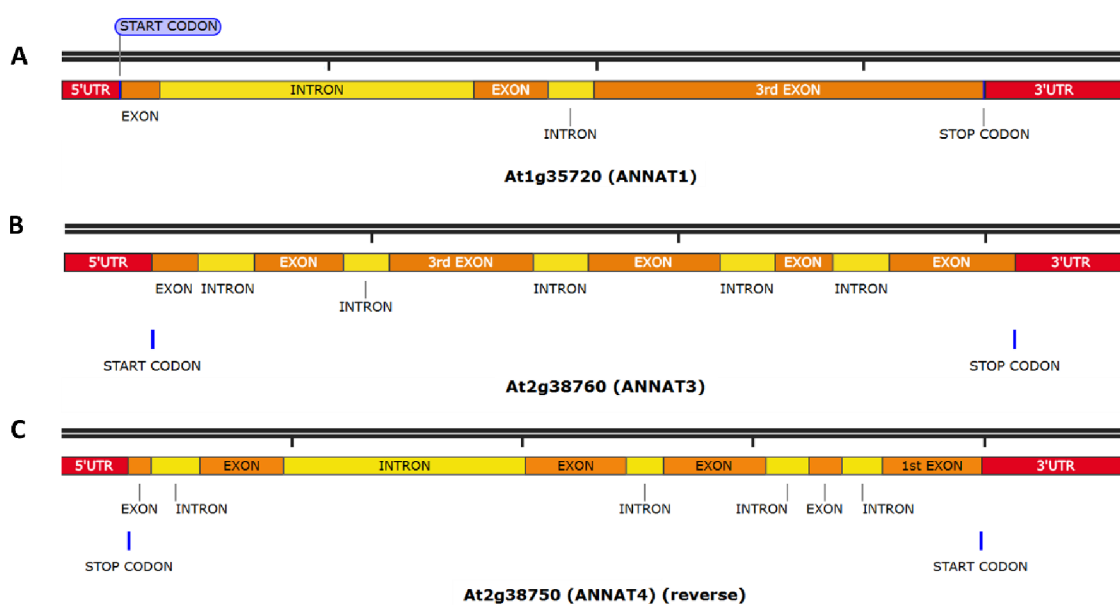 START CODON
A
5'UTR INTRON EXON 3rd EXON 3'UTR
EXON
INTRON STOP CODON
At1g35720 (ANNAT1)
B
5'UTR EXON 3rd EXON EXON EXON EXON 3'UTR
EXON INTRON INTRON INTRON INTRON
INTRON
START CODON STOP CODON
At2g38760 (ANNAT3)
C
5'UTR EXON INTRON EXON EXON 1st EXON 3'UTR
EXON INTRON INTRON INTRON EXON INTRON
STOP CODON START CODON
At2g38750 (ANNAT4) (reverse)